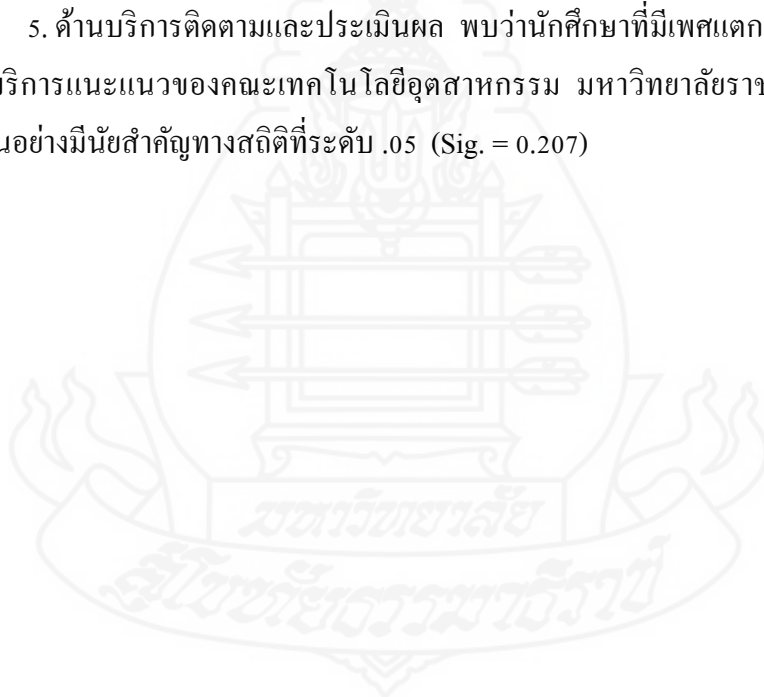 5. ด้านบริการติดตามและประเมินผล พบว่านักศึกษาที่มีเพศแตก
ริการแนะแนวของคณะเทคโนโลยีอุตสาหกรรม มหาวิทยาลัยราช
นอย่างมีนัยสำคัญทางสถิติที่ระดับ .05 (Sig. = 0.207)
มหาวิทยาลัย
สุโขทัยธรรมาธิราช